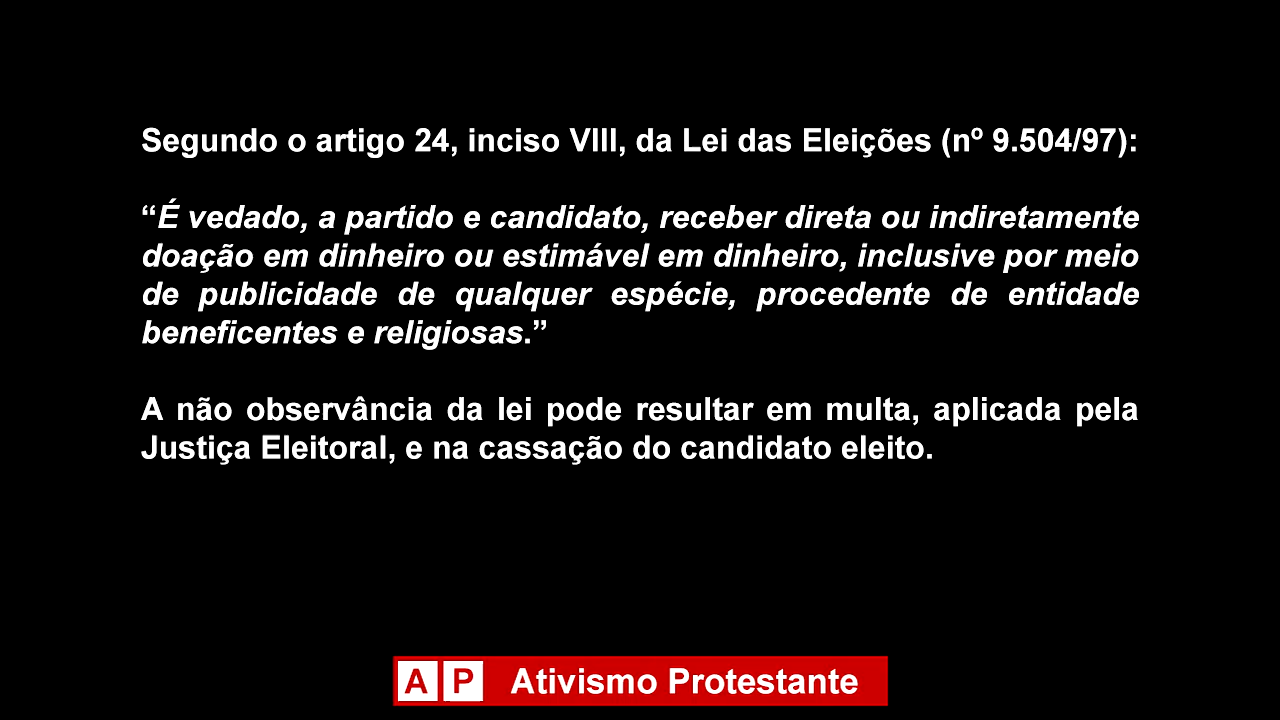 Segundo o artigo 24, inciso VIII, da Lei das Eleições (nº 9.504/97):
“É vedado, a partido e candidato, receber direta ou indiretamente
doação em dinheiro ou estimável em dinheiro, inclusive por meio
de publicidade de qualquer espécie, procedente de entidade
beneficentes e religiosas.”
A não observância da lei pode resultar em multa, aplicada pela
Justiça Eleitoral, e na cassação do candidato eleito.
A P Ativismo Protestante